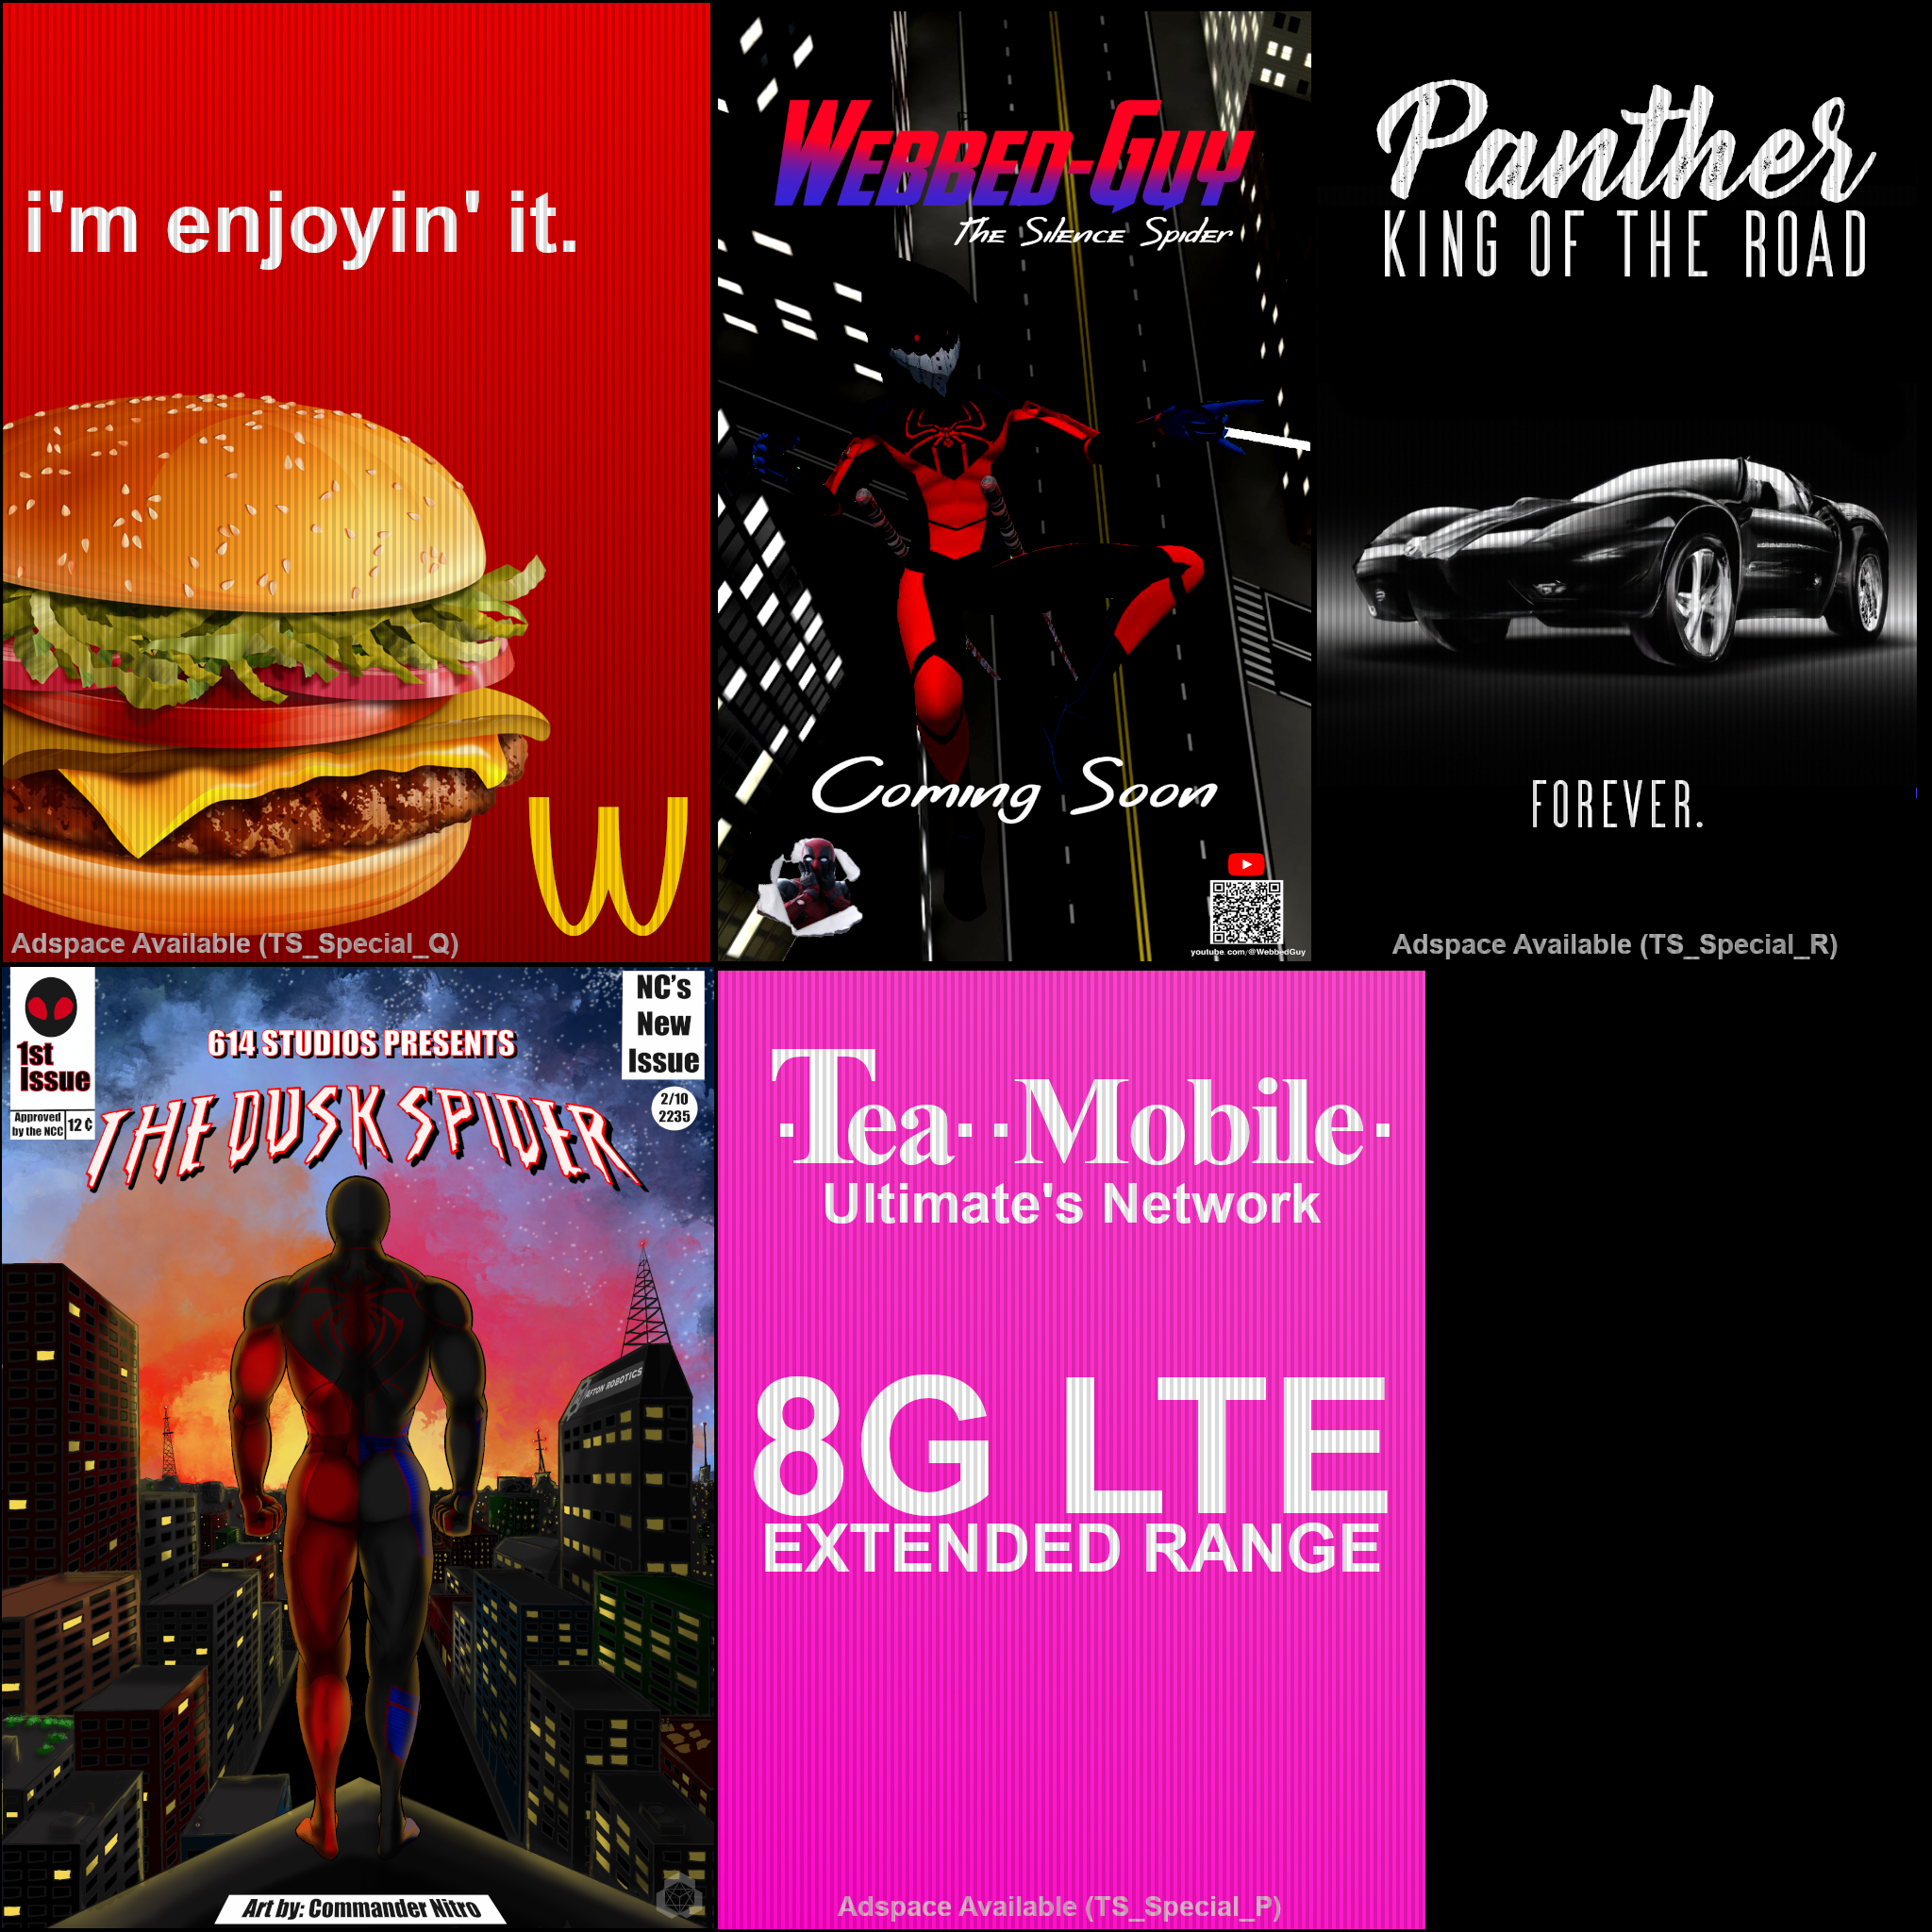 i'm enjoyin' it.
Adspace Available (TS_Special_Q)
WEBBED-GUY
The Silence Spider
Coming Soon
youtube.com/@WebbedGuy
Panther
KING OF THE ROAD
FOREVER.
Adspace Available (TS_Special_R)
1st
Issue
Approved
by the NCC
12 ¢
NC's
New
Issue
2/10
2235
614 STUDIOS PRESENTS
THE DUSK SPIDER
AFTON ROBOTICS
Art by: Commander Nitro
·Tea··Mobile·
Ultimate's Network
8G LTE
EXTENDED RANGE
Adspace Available (TS_Special_P)